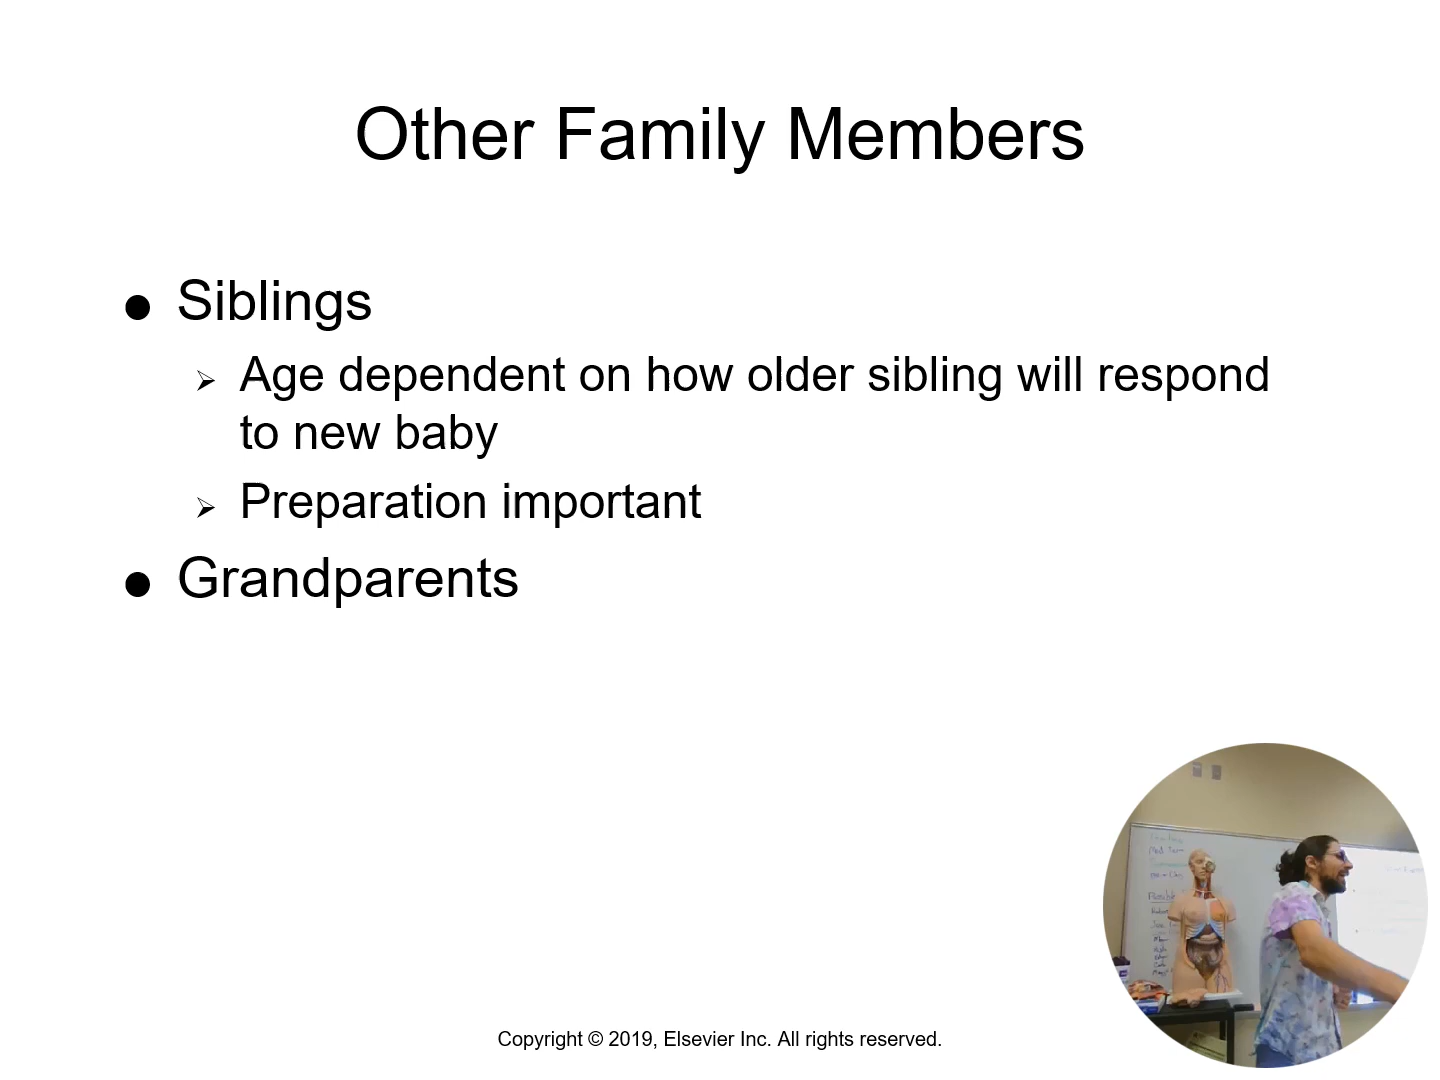 Other Family Members
● Siblings
➢ Age dependent on how older sibling will respond
to new baby
➢ Preparation important
● Grandparents
Copyright © 2019, Elsevier Inc. All rights reserved.